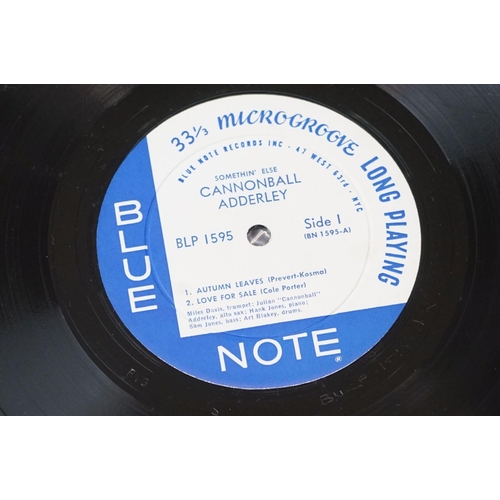 33⅓ MICROGROOVE LONG PLAYING
BLUE NOTE RECORDS INC · 47 WEST 63rd · NYC
SOMETHIN' ELSE
CANNONBALL
ADDERLEY
BLP 1595
Side 1
(BN 1595-A)
1. AUTUMN LEAVES (Prevert-Kosma)
2. LOVE FOR SALE (Cole Porter)
Miles Davis, trumpet; Julian "Cannonball"
Adderley, alto sax; Hank Jones, piano;
Sam Jones, bass; Art Blakey, drums.
BLUE
NOTE®